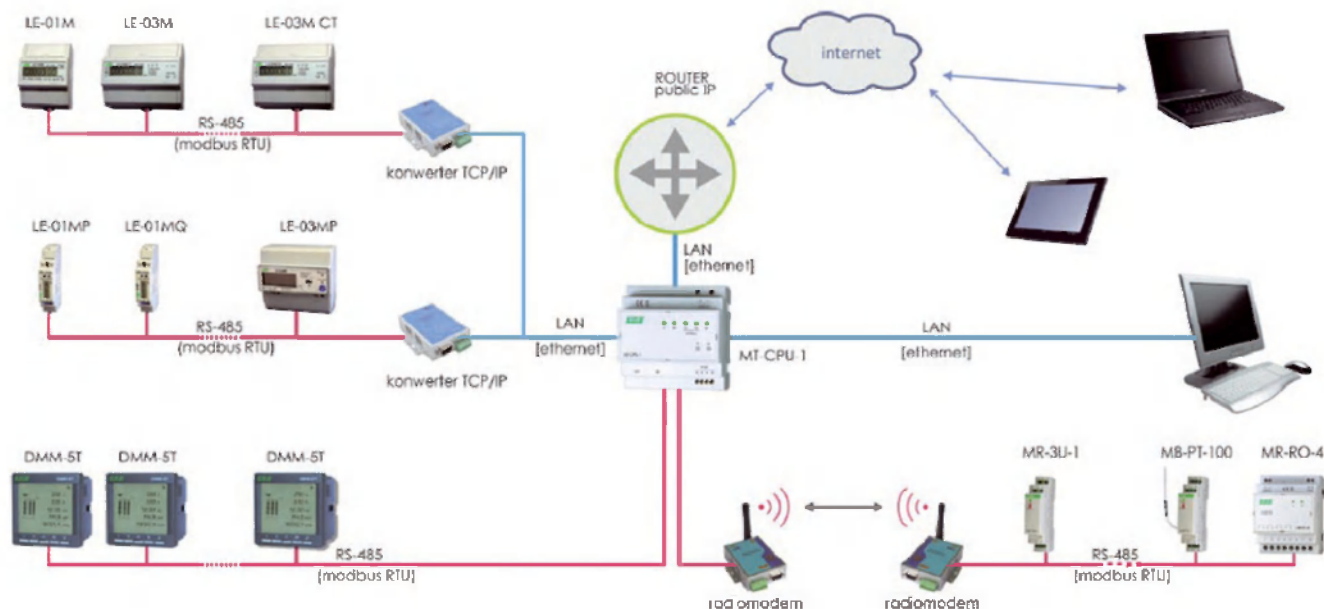 LE-01M
LE-03M
LE-03M CT
internet
ROUTER
public IP
RS-485
(modbus RTU)
konwerter TCP/IP
LE-01MP
LE-01MQ
LE-03MP
LAN
[ethernet]
RS-485
(modbus RTU)
LAN
[ethernet]
LAN
[ethernet]
MT-CPU-1
konwerter TCP/IP
DMM-5T
DMM-5T
DMM-5T
MR-3U-1
MB-PT-100
MR-RO-4
RS-485
(modbus RTU)
RS-485
(modbus RTU)
radiomodem
radiomodem